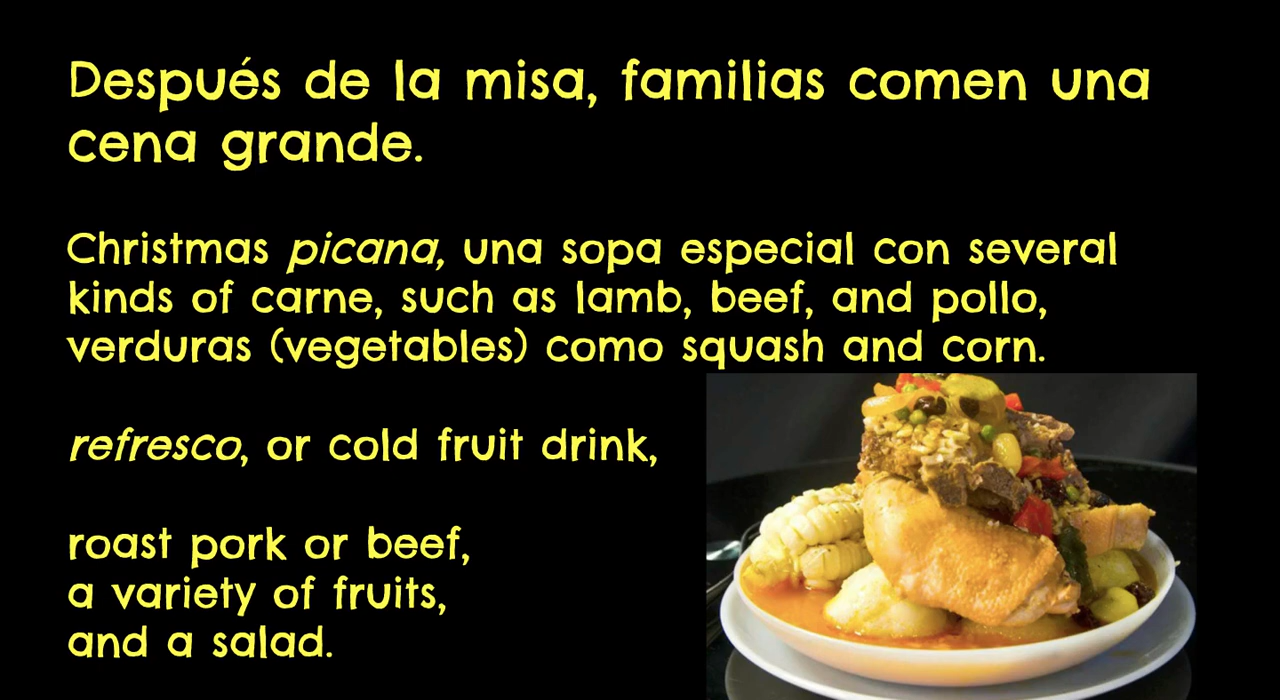 Después de la misa, familias comen una
cena grande.
Christmas picana, una sopa especial con several
kinds of carne, such as lamb, beef, and pollo,
verduras (vegetables) como squash and corn.
refresco, or cold fruit drink,
roast pork or beef,
a variety of fruits,
and a salad.